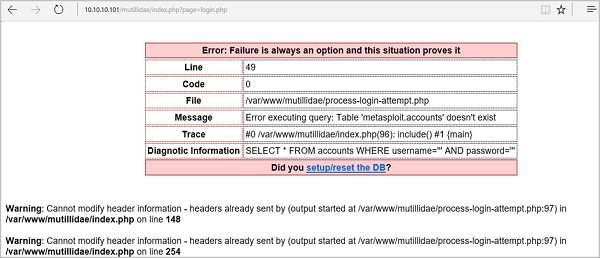 10.10.10.101/mutillidae/index.php?page=login.php
Error: Failure is always an option and this situation proves it
Line 49
Code 0
File /var/www/mutillidae/process-login-attempt.php
Message Error executing query: Table 'metasploit.accounts' doesn't exist
Trace #0 /var/www/mutillidae/index.php(96): include() #1 {main}
Diagnostic Information SELECT * FROM accounts WHERE username=''' AND password='''
Did you setup/reset the DB?
Warning: Cannot modify header information - headers already sent by (output started at /var/www/mutillidae/process-login-attempt.php:97) in
/var/www/mutillidae/index.php on line 148
Warning: Cannot modify header information - headers already sent by (output started at /var/www/mutillidae/process-login-attempt.php:97) in
/var/www/mutillidae/index.php on line 254